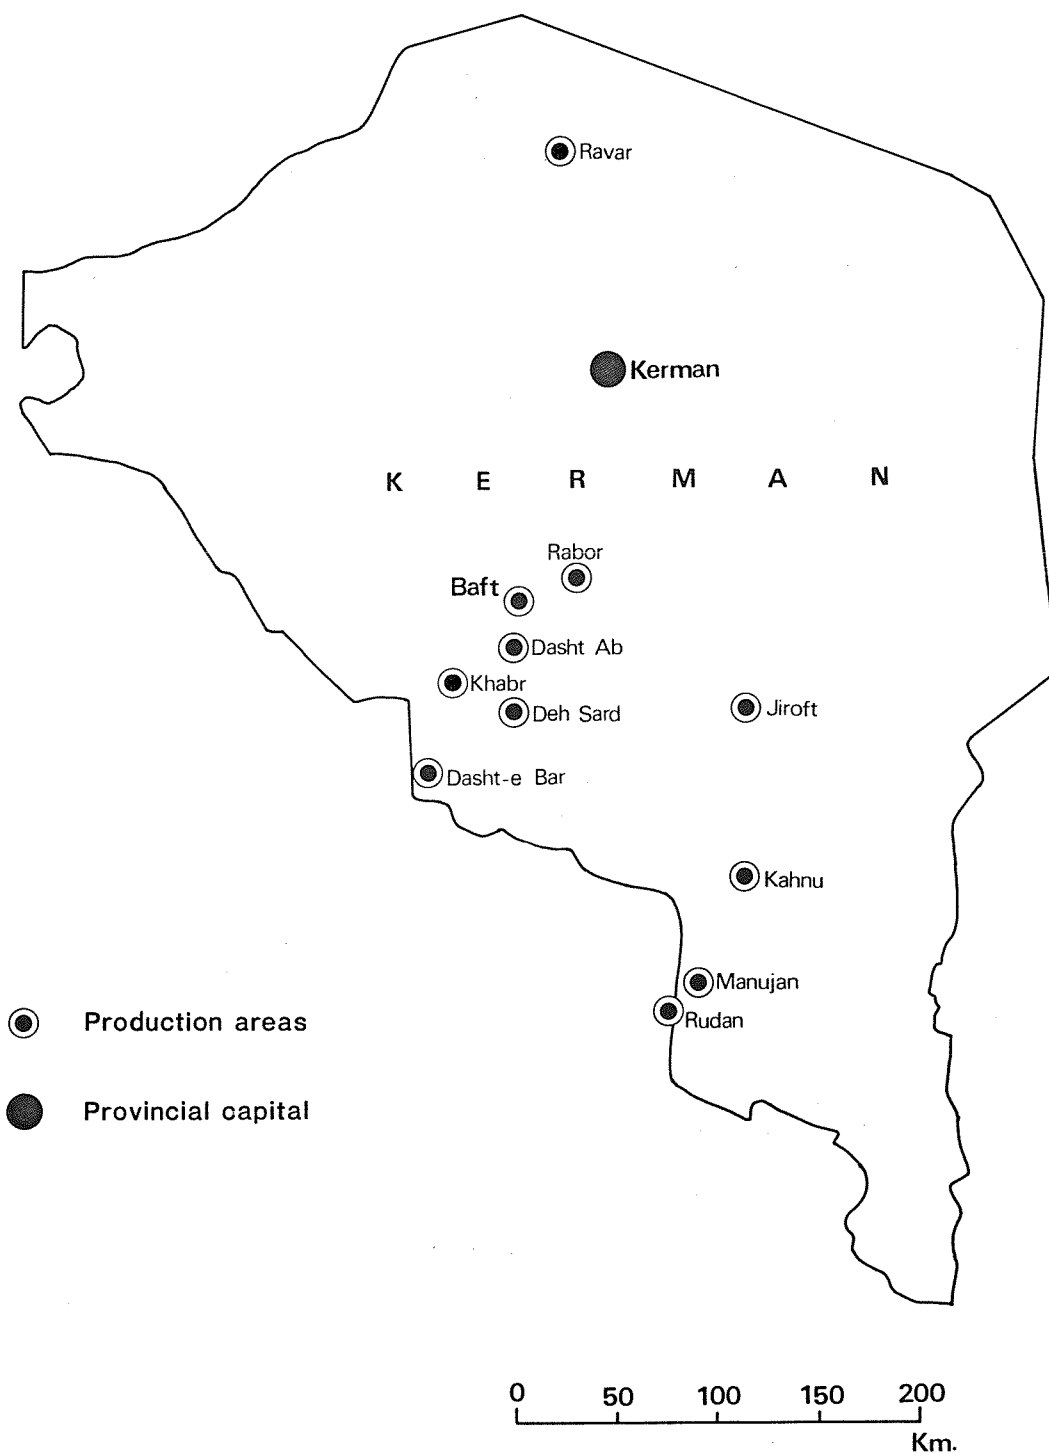 Ravar
Kerman
K E R M A N
Rabor
Baft
Dasht Ab
Khabr
Deh Sard
Jiroft
Dasht-e Bar
Kahnu
Manujan
Rudan
Production areas
Provincial capital
0 50 100 150 200
Km.